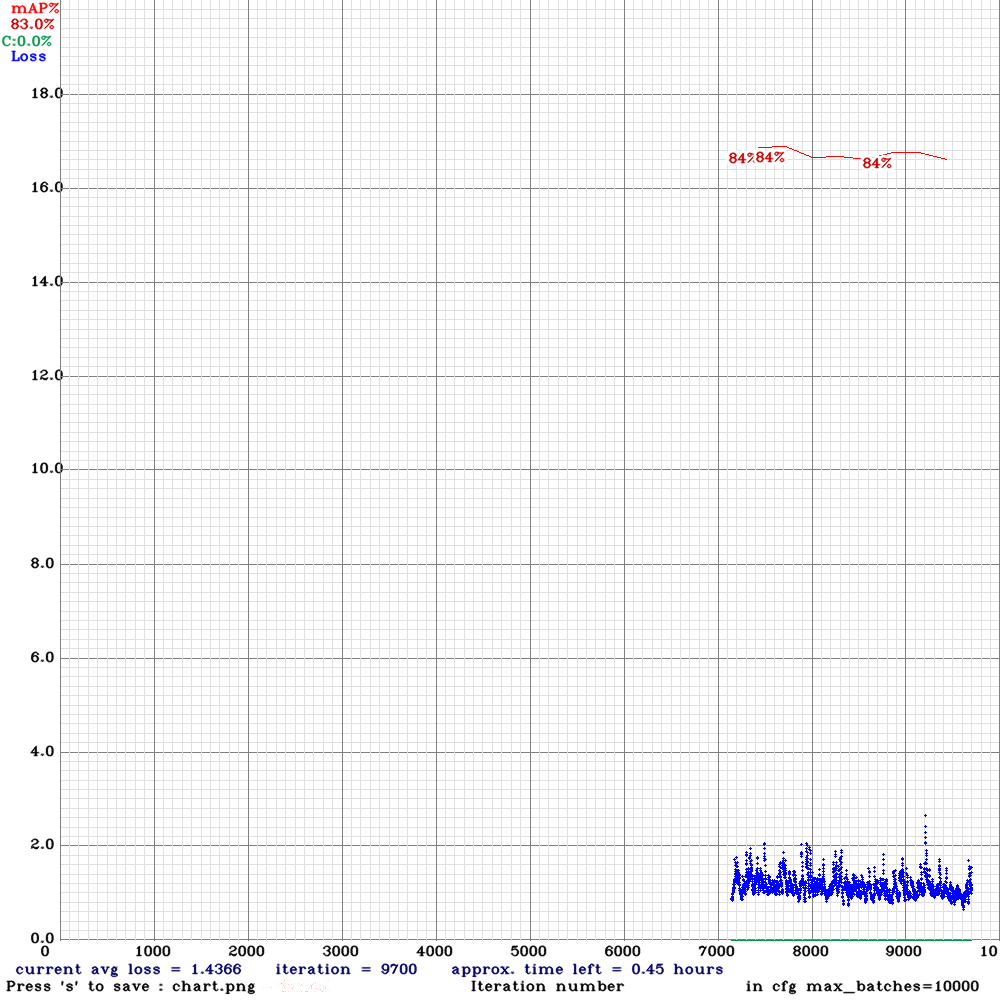 mAP%
83.0%
C:0.0%
Loss
18.0
84% 84% 84%
16.0
14.0
12.0
10.0
8.0
6.0
4.0
2.0
0.0
0 1000 2000 3000 4000 5000 6000 7000 8000 9000 10
current avg loss = 1.4366 iteration = 9700 approx. time left = 0.45 hours
Press 's' to save : chart.png Iteration number in cfg max_batches=10000